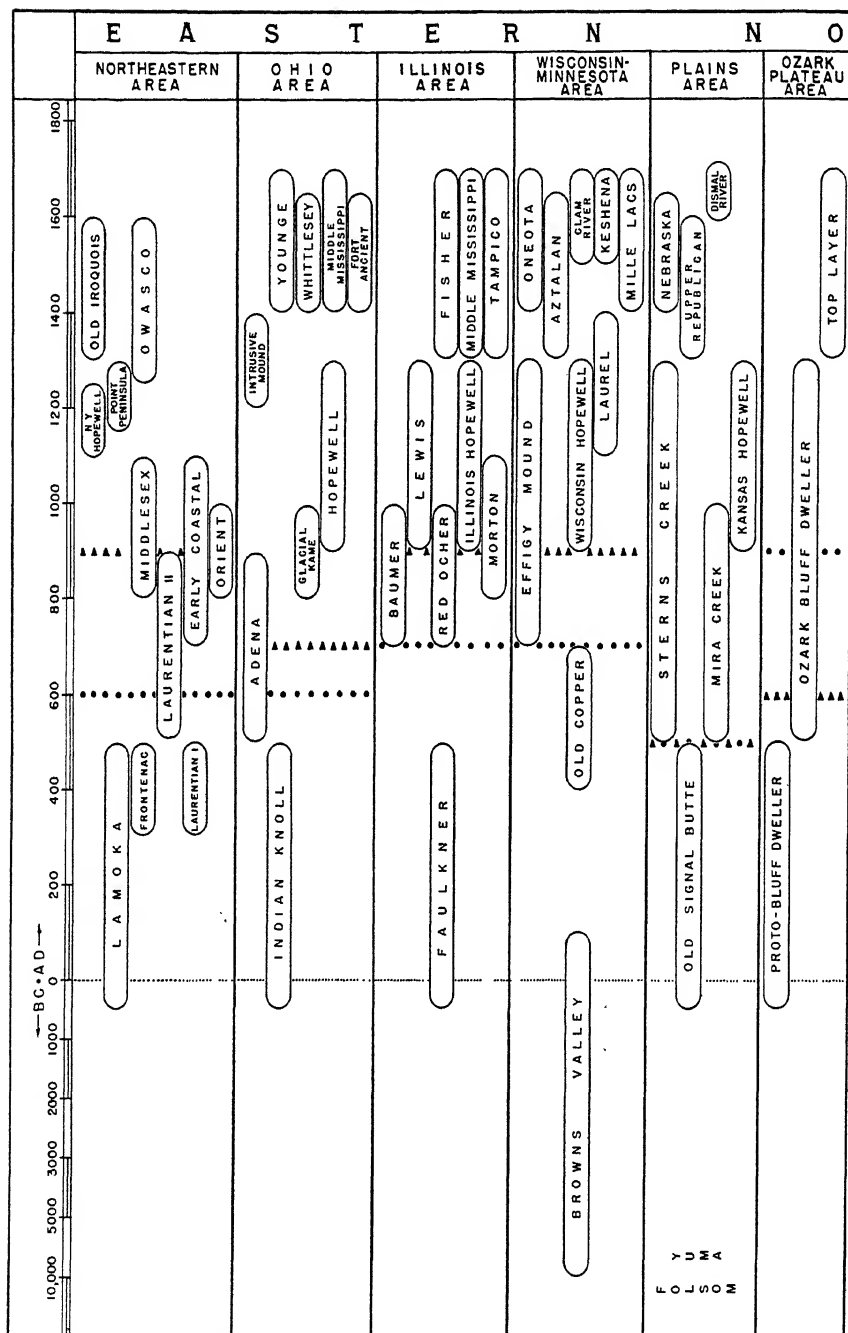 E A S T E R N N O
NORTHEASTERN
AREA
OHIO
AREA
ILLINOIS
AREA
WISCONSIN-
MINNESOTA
AREA
PLAINS
AREA
OZARK
PLATEAU
AREA
1800
1600
1400
1200
1000
800
600
400
200
0
←BC•AD→
1000
2000
3000
5000
10,000
OLD IROQUOIS
OWASCO
N Y
HOPEWELL
POINT
PENINSULA
MIDDLESEX
EARLY COASTAL
ORIENT
LAURENTIAN II
LAMOKA
FRONTENAC
LAURENTIAN I
YOUNGE
WHITTLESEY
MIDDLE
MISSISSIPPI
FORT
ANCIENT
INTRUSIVE
MOUND
HOPEWELL
GLACIAL
KAME
ADENA
INDIAN KNOLL
FISHER
MIDDLE MISSISSIPPI
TAMPICO
LEWIS
ILLINOIS HOPEWELL
MORTON
BAUMER
RED OCHER
FAULKNER
ONEOTA
AZTALAN
CLAM
RIVER
KESHENA
MILLE LACS
LAUREL
EFFIGY MOUND
WISCONSIN HOPEWELL
OLD COPPER
BROWNS VALLEY
NEBRASKA
UPPER
REPUBLICAN
DISMAL
RIVER
STERNS CREEK
MIRA CREEK
KANSAS HOPEWELL
OLD SIGNAL BUTTE
YUMA
FOLSOM
TOP LAYER
OZARK BLUFF DWELLER
PROTO-BLUFF DWELLER